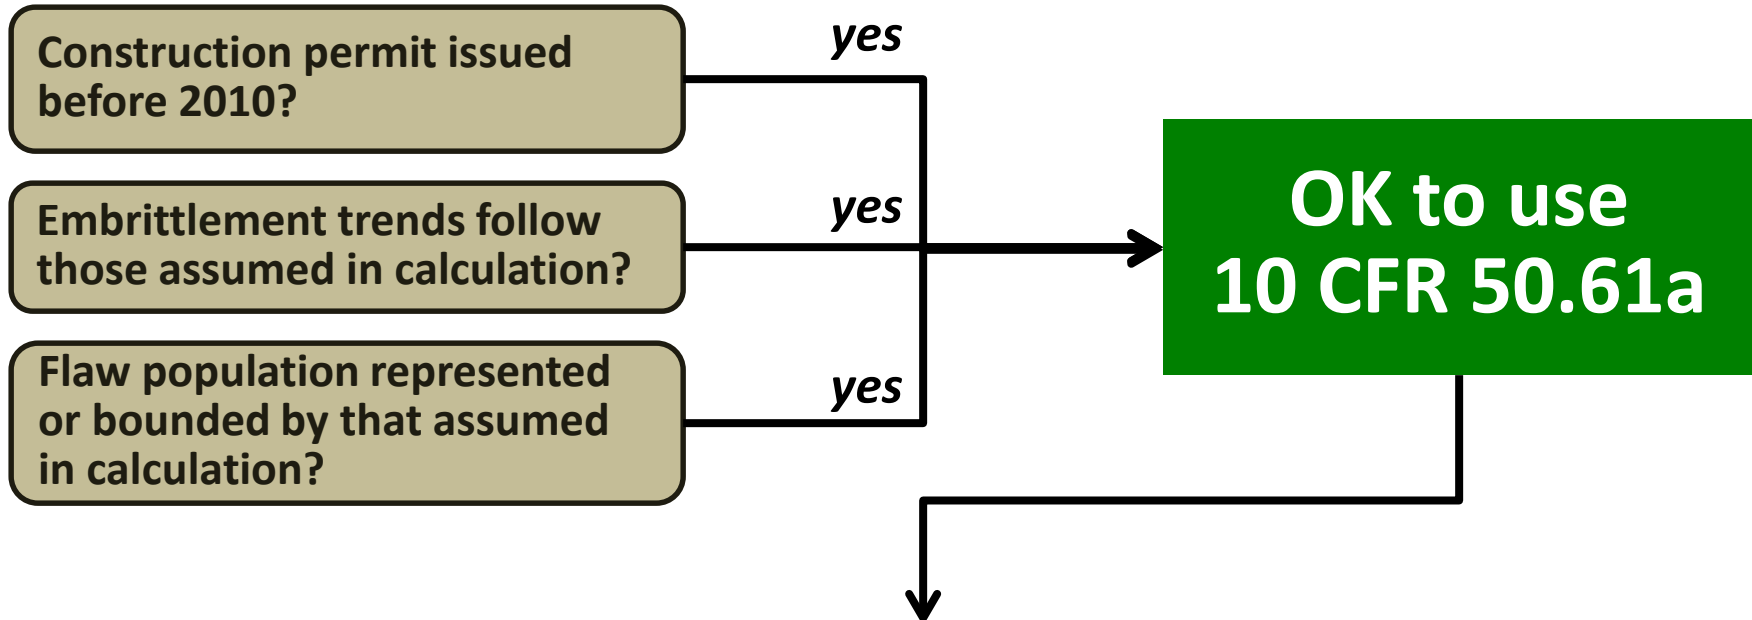 Construction permit issued
before 2010?
yes
Embrittlement trends follow
those assumed in calculation?
yes
Flaw population represented
or bounded by that assumed
in calculation?
yes
OK to use
10 CFR 50.61a